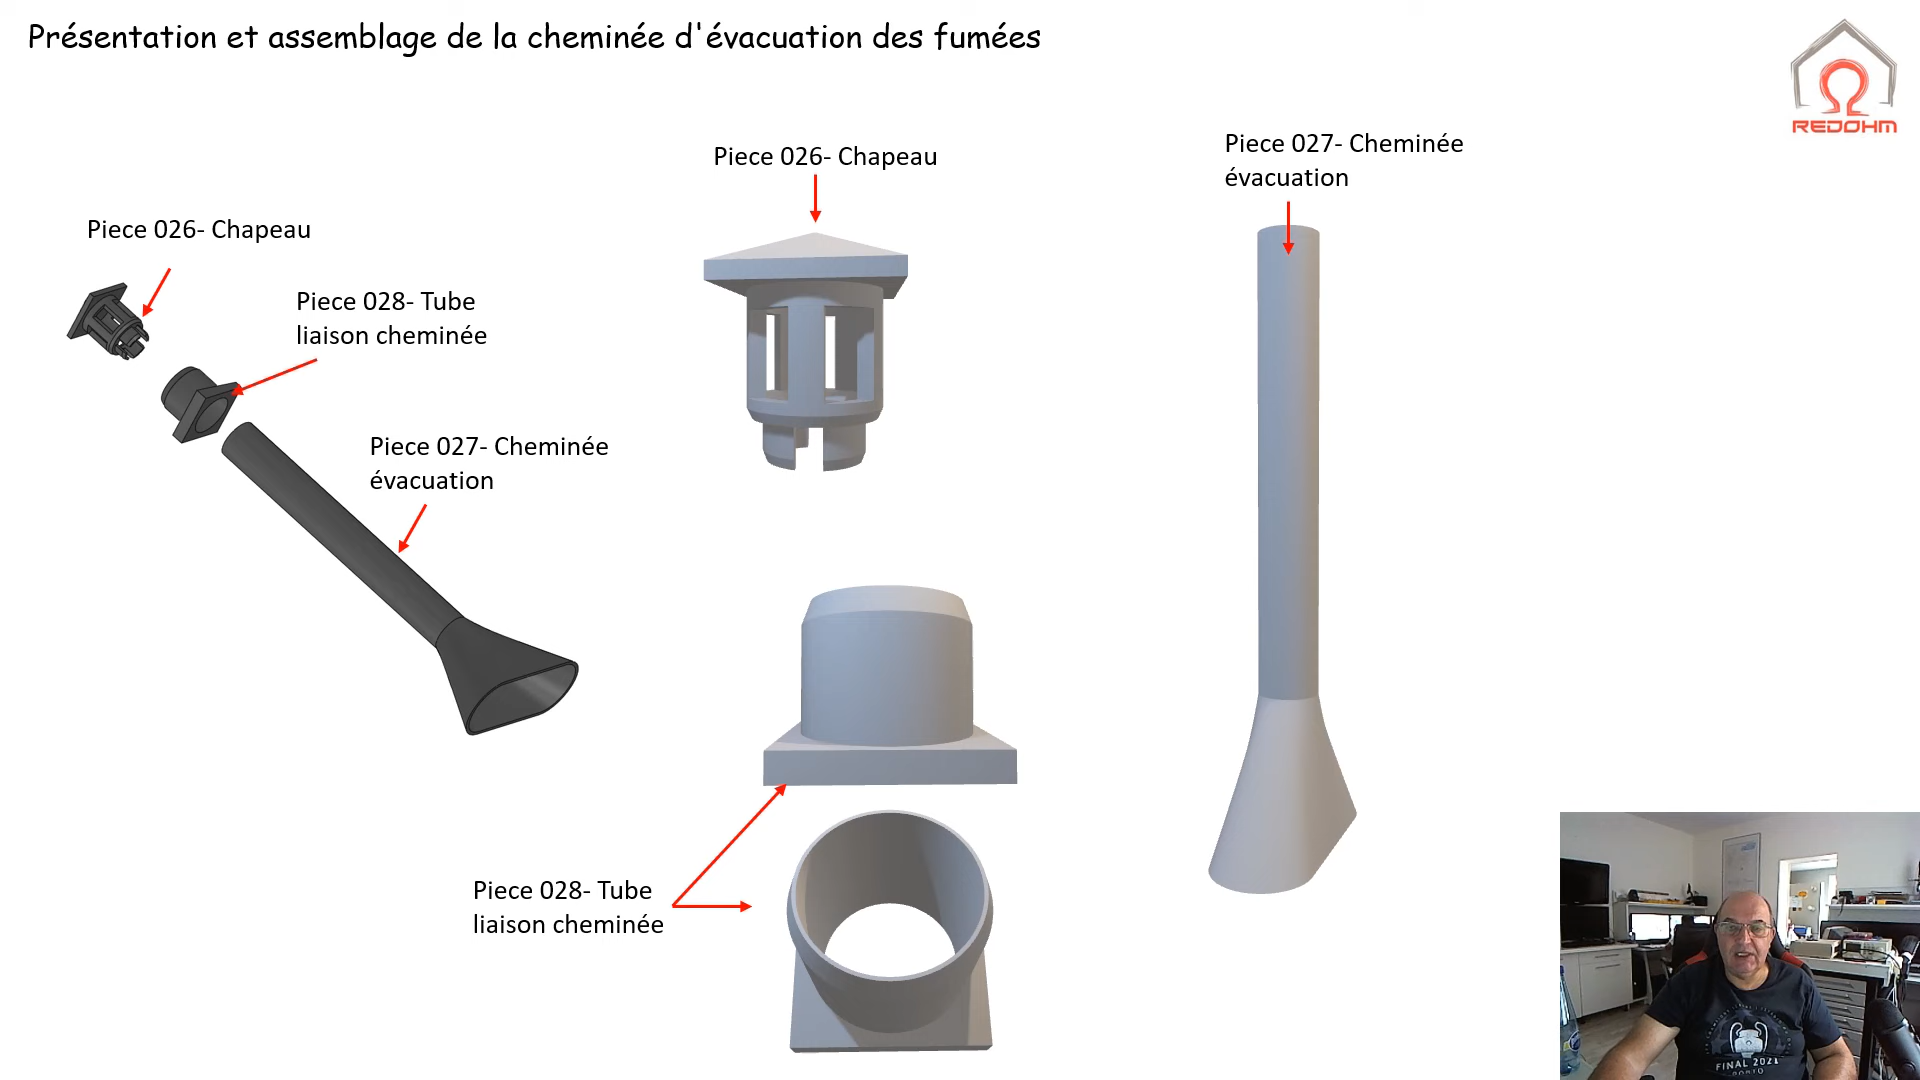 Présentation et assemblage de la cheminée d'évacuation des fumées
REDOHM
Piece 026- Chapeau
Piece 028- Tube
liaison cheminée
Piece 027- Cheminée
évacuation
Piece 026- Chapeau
Piece 027- Cheminée
évacuation
Piece 028- Tube
liaison cheminée
FINAL 2021
PORTO